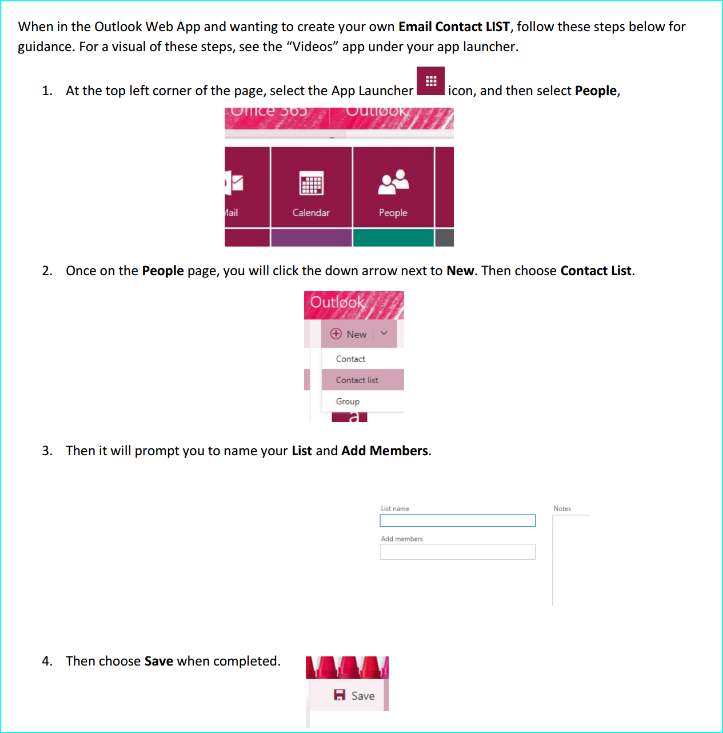 When in the Outlook Web App and wanting to create your own Email Contact LIST, follow these steps below for
guidance. For a visual of these steps, see the “Videos” app under your app launcher.
1. At the top left corner of the page, select the App Launcher icon, and then select People,
Office 365 Outlook
Mail Calendar People
2. Once on the People page, you will click the down arrow next to New. Then choose Contact List.
Outlook
New
Contact
Contact list
Group
a
3. Then it will prompt you to name your List and Add Members.
List name Notes
Add members
4. Then choose Save when completed.
Save